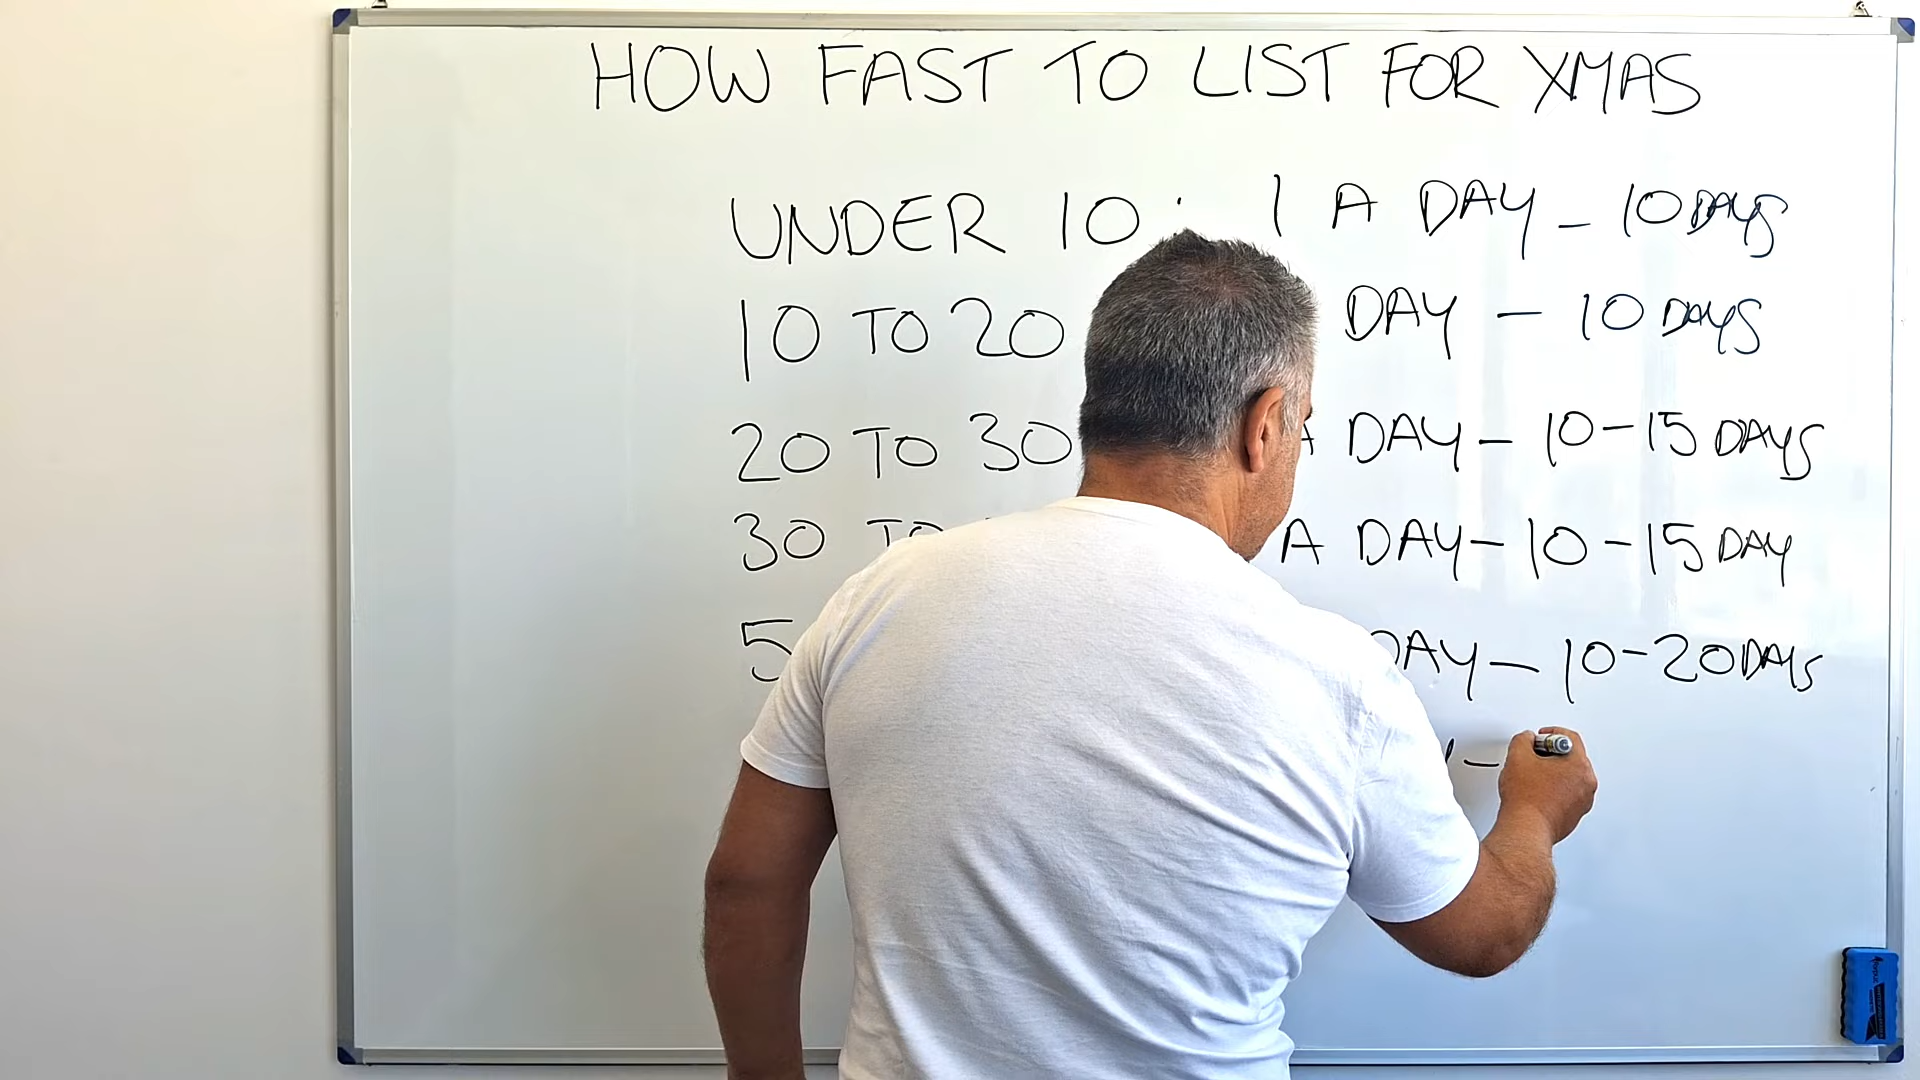 HOW FAST TO LIST FOR XMAS
UNDER 10: 1 A DAY - 10 DAYS
10 TO 20 DAY - 10 DAYS
20 TO 30 A DAY - 10-15 DAYS
30 TO A DAY - 10-15 DAY
DAY - 10-20 DAYS